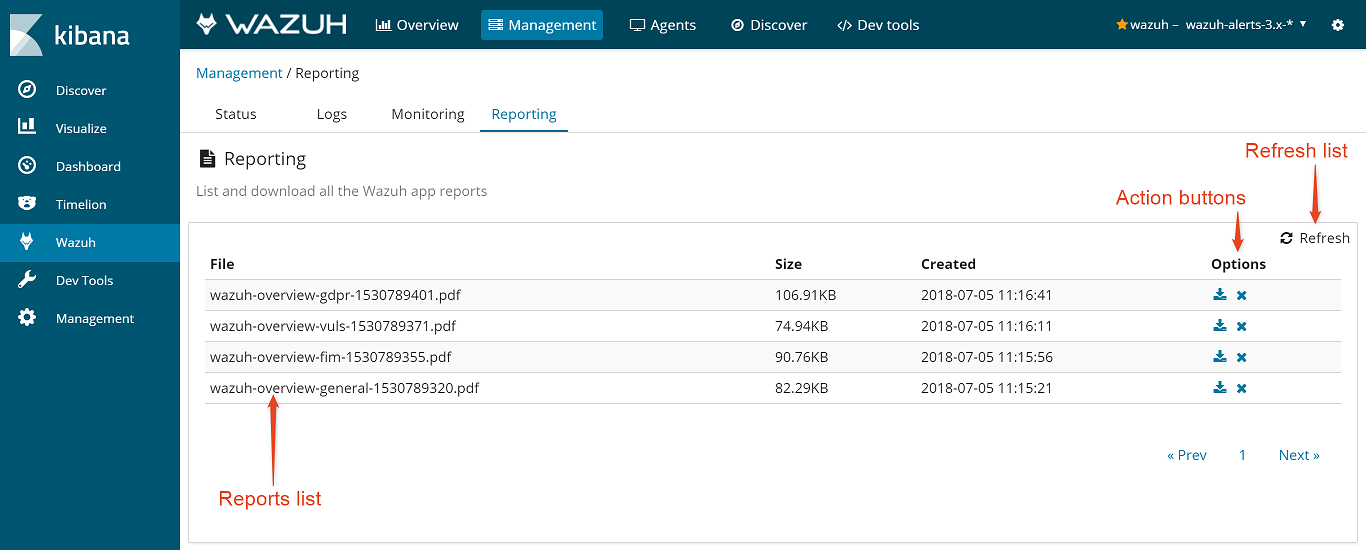 kibana
Discover
Visualize
Dashboard
Timelion
Wazuh
Dev Tools
Management
WAZUH Overview Management Agents Discover </> Dev tools wazuh – wazuh-alerts-3.x-*
Management / Reporting
Status Logs Monitoring Reporting
Reporting
List and download all the Wazuh app reports
Refresh list
Action buttons
Refresh
File Size Created Options
wazuh-overview-gdpr-1530789401.pdf 106.91KB 2018-07-05 11:16:41
wazuh-overview-vuls-1530789371.pdf 74.94KB 2018-07-05 11:16:11
wazuh-overview-fim-1530789355.pdf 90.76KB 2018-07-05 11:15:56
wazuh-overview-general-1530789320.pdf 82.29KB 2018-07-05 11:15:21
« Prev 1 Next »
Reports list